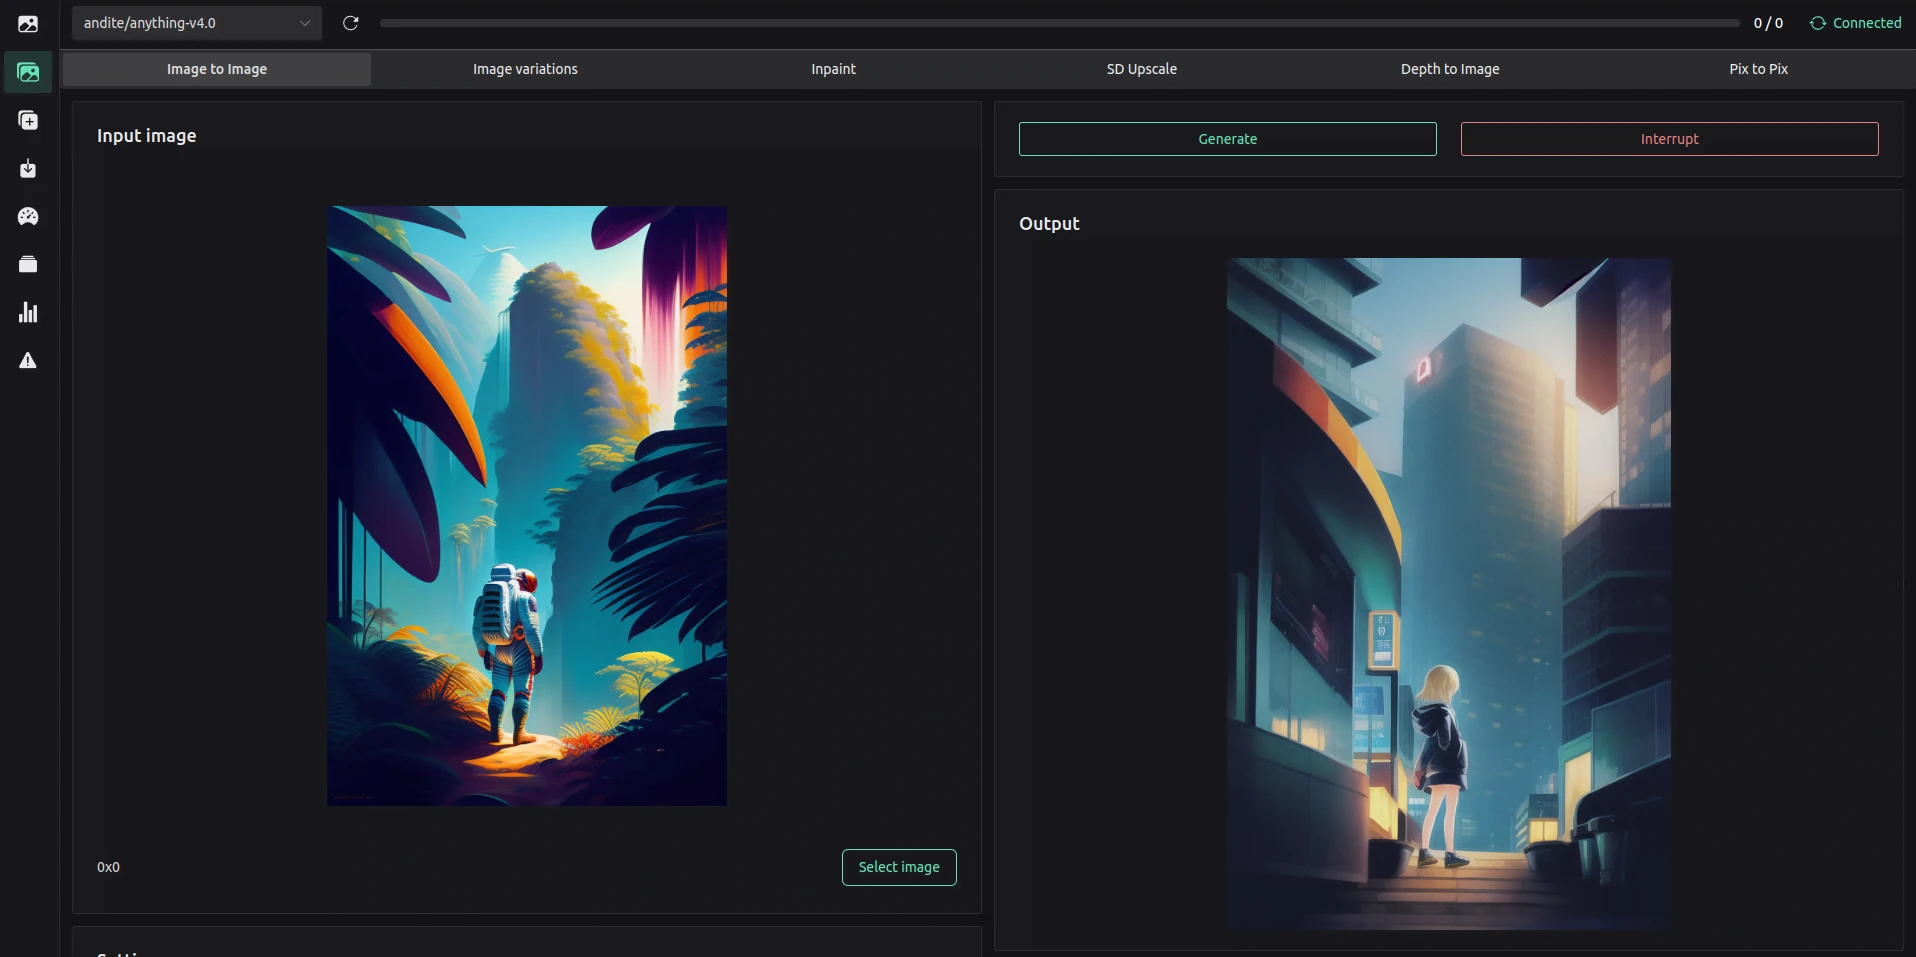 andite/anything-v4.0
0 / 0
Connected
Image to Image
Image variations
Inpaint
SD Upscale
Depth to Image
Pix to Pix
Input image
Generate
Interrupt
Output
0x0
Select image